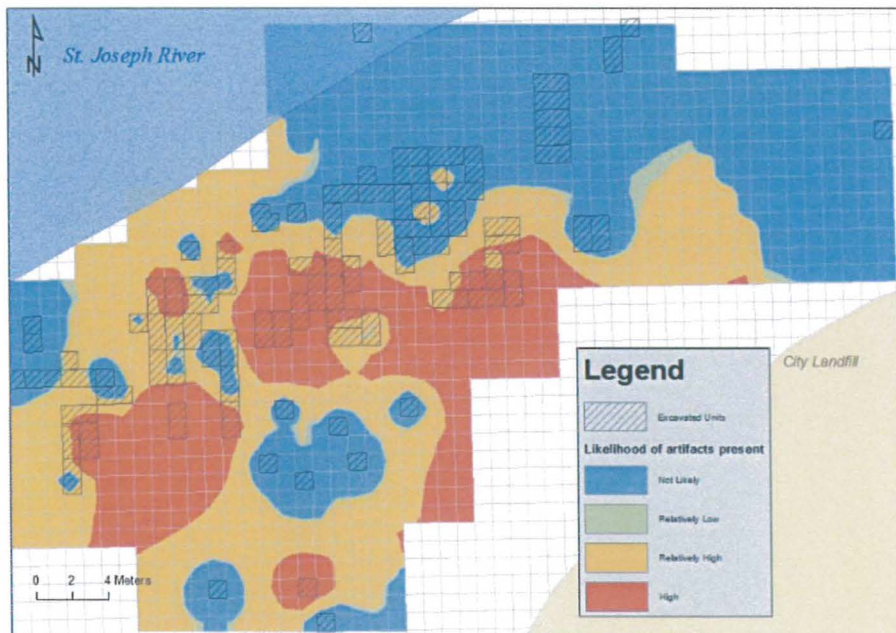 N
St. Joseph River
City Landfill
Legend
Excavated Units
Likelihood of artifacts present
Not Likely
Relatively Low
Relatively High
High
0 2 4 Meters